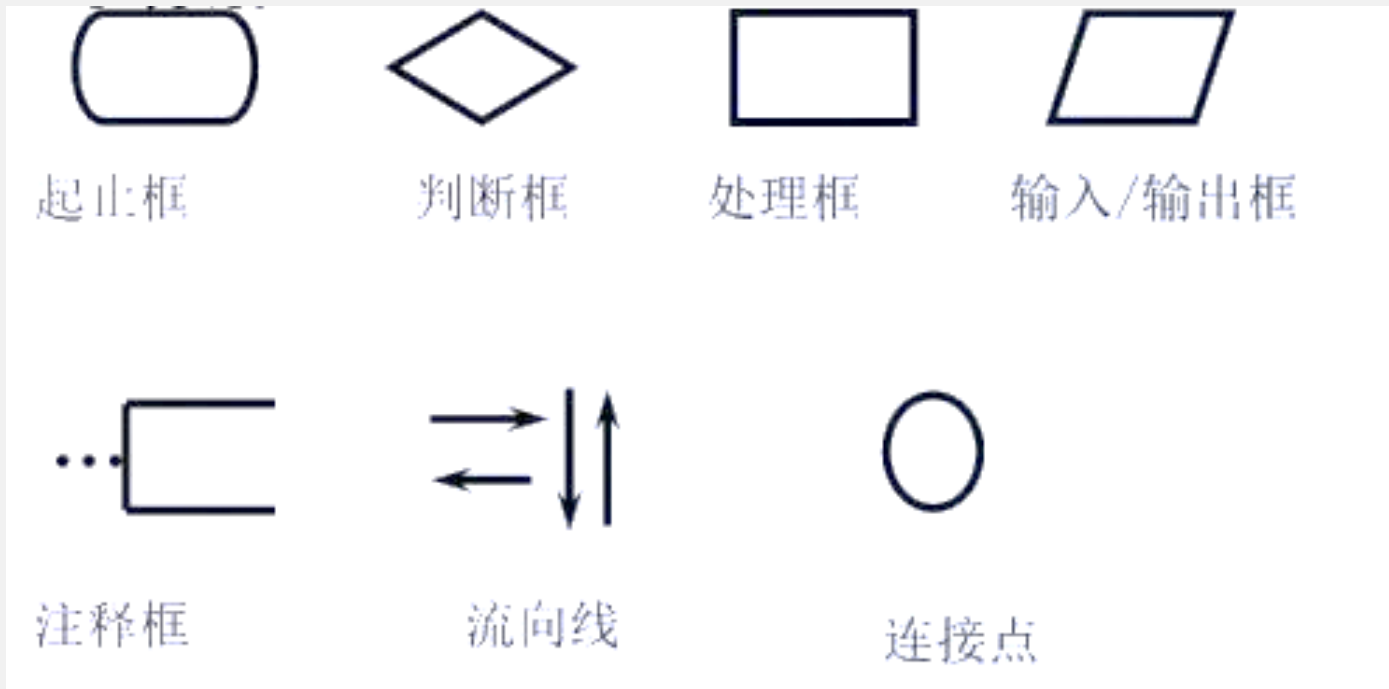 起止框
判断框
处理框
输入/输出框
注释框
流向线
连接点